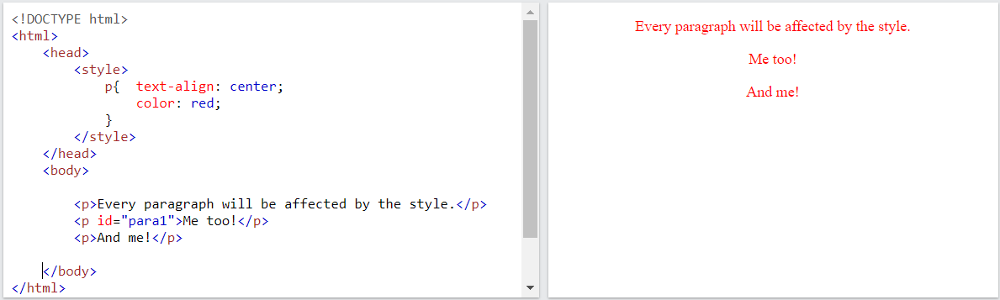 <!DOCTYPE html>
<html>
    <head>
        <style>
            p{  text-align: center;
                color: red;
            }
        </style>
    </head>
    <body>

        <p>Every paragraph will be affected by the style.</p>
        <p id="para1">Me too!</p>
        <p>And me!</p>

    </body>
</html>
Every paragraph will be affected by the style.
Me too!
And me!